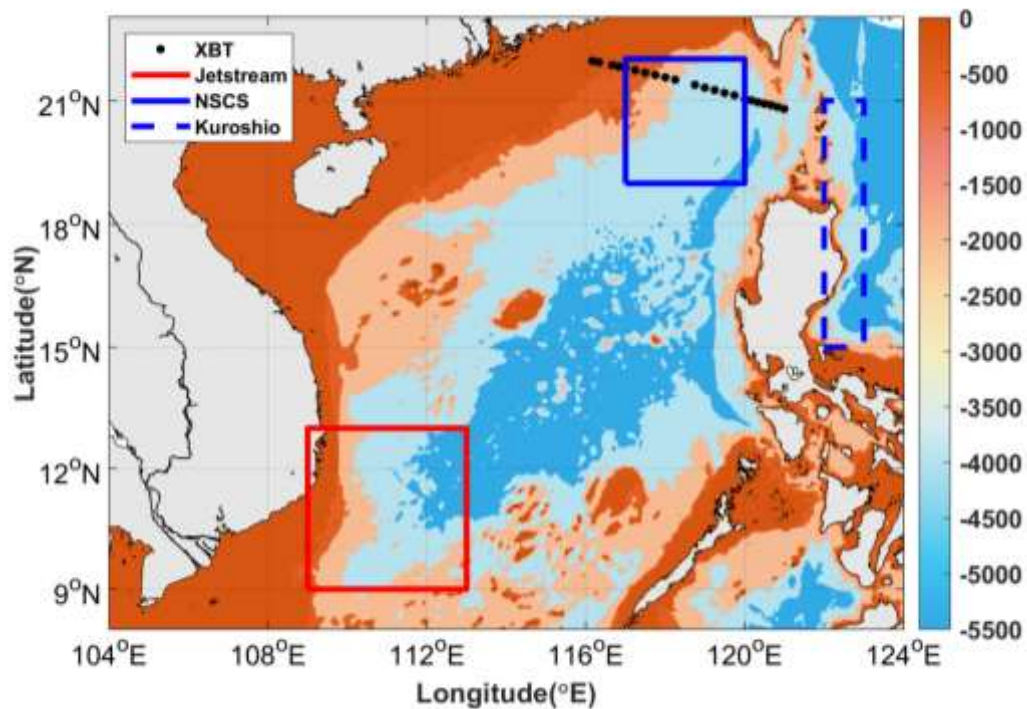 XBT
Jetstream
NSCS
Kuroshio
21°N
18°N
15°N
12°N
9°N
Latitude(°N)
104°E 108°E 112°E 116°E 120°E 124°E
Longitude(°E)
0
-500
-1000
-1500
-2000
-2500
-3000
-3500
-4000
-4500
-5000
-5500